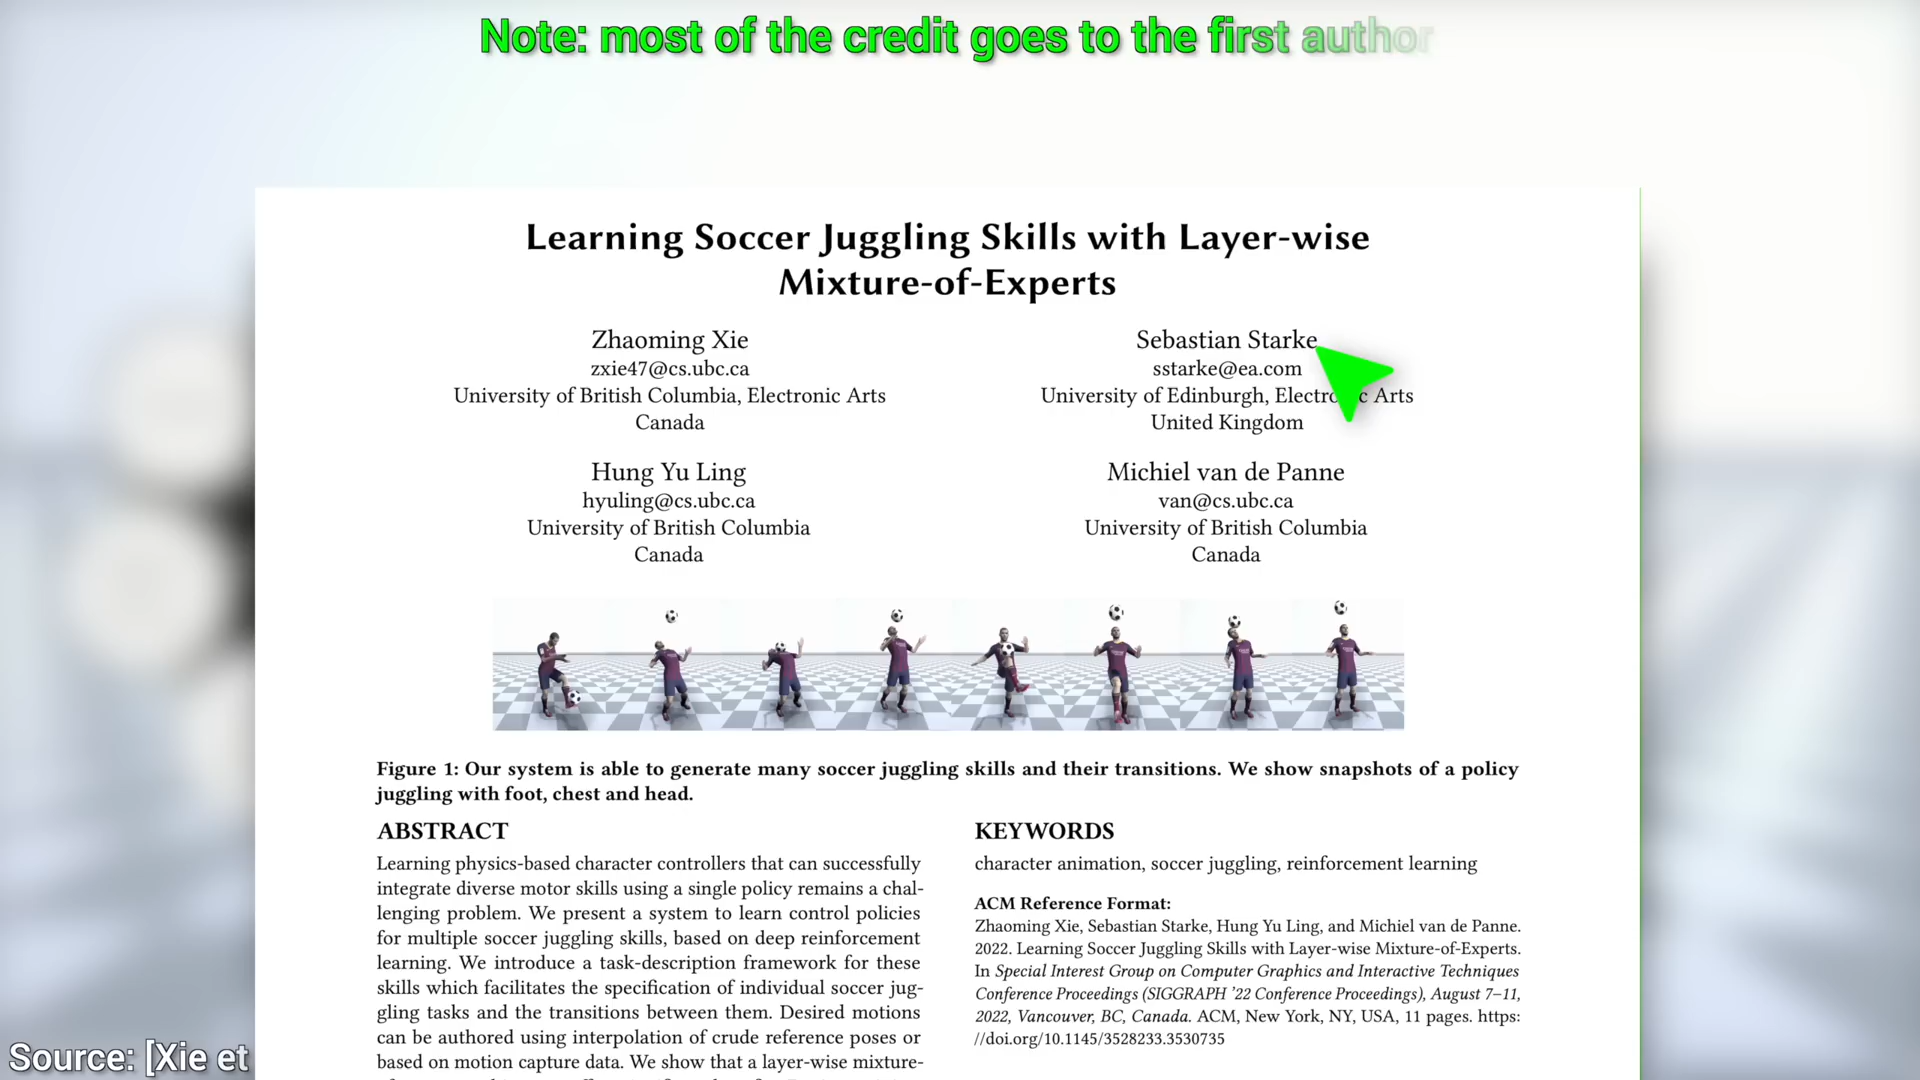 Note: most of the credit goes to the first author
Learning Soccer Juggling Skills with Layer-wise
Mixture-of-Experts
Zhaoming Xie
zxie47@cs.ubc.ca
University of British Columbia, Electronic Arts
Canada
Sebastian Starke
sstarke@ea.com
University of Edinburgh, Electronic Arts
United Kingdom
Hung Yu Ling
hyuling@cs.ubc.ca
University of British Columbia
Canada
Michiel van de Panne
van@cs.ubc.ca
University of British Columbia
Canada
Figure 1: Our system is able to generate many soccer juggling skills and their transitions. We show snapshots of a policy
juggling with foot, chest and head.
ABSTRACT
Learning physics-based character controllers that can successfully
integrate diverse motor skills using a single policy remains a chal-
lenging problem. We present a system to learn control policies
for multiple soccer juggling skills, based on deep reinforcement
learning. We introduce a task-description framework for these
skills which facilitates the specification of individual soccer jug-
gling tasks and the transitions between them. Desired motions
can be authored using interpolation of crude reference poses or
based on motion capture data. We show that a layer-wise mixture-
KEYWORDS
character animation, soccer juggling, reinforcement learning
ACM Reference Format:
Zhaoming Xie, Sebastian Starke, Hung Yu Ling, and Michiel van de Panne.
2022. Learning Soccer Juggling Skills with Layer-wise Mixture-of-Experts.
In Special Interest Group on Computer Graphics and Interactive Techniques
Conference Proceedings (SIGGRAPH '22 Conference Proceedings), August 7–11,
2022, Vancouver, BC, Canada. ACM, New York, NY, USA, 11 pages. https:
//doi.org/10.1145/3528233.3530735
Source: [Xie et